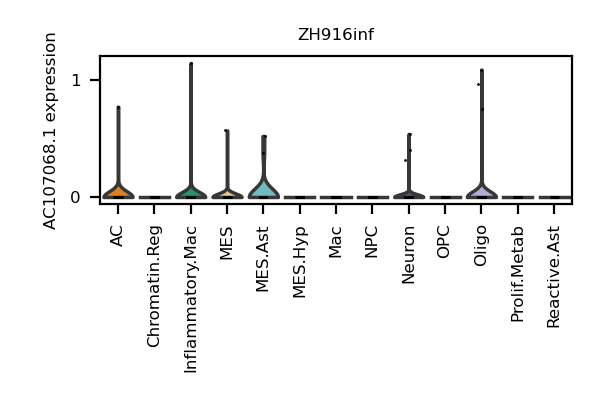 ZH916inf
AC107068.1 expression
1
0
AC
Chromatin.Reg
Inflammatory.Mac
MES
MES.Ast
MES.Hyp
Mac
NPC
Neuron
OPC
Oligo
Prolif.Metab
Reactive.Ast